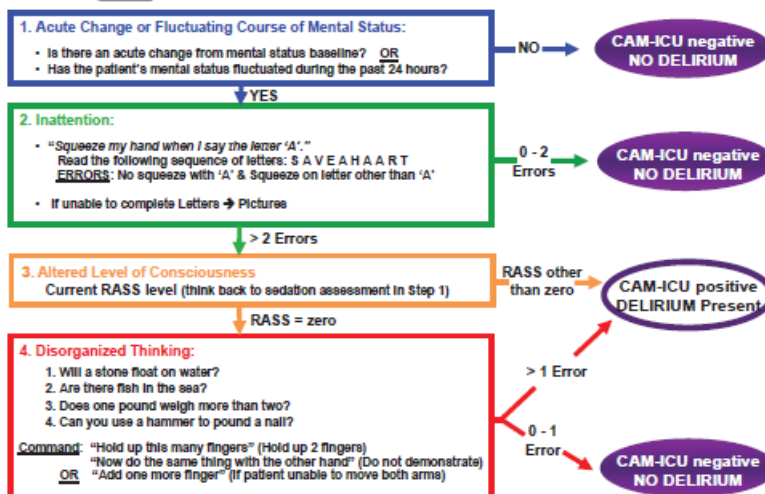 1. Acute Change or Fluctuating Course of Mental Status:
• Is there an acute change from mental status baseline? OR
• Has the patient's mental status fluctuated during the past 24 hours?
NO
CAM-ICU negative
NO DELIRIUM
YES
2. Inattention:
• "Squeeze my hand when I say the letter 'A'."
Read the following sequence of letters: S A V E A H A A R T
ERRORS: No squeeze with 'A' & Squeeze on letter other than 'A'
• If unable to complete Letters ➔ Pictures
0 - 2
Errors
CAM-ICU negative
NO DELIRIUM
> 2 Errors
3. Altered Level of Consciousness
Current RASS level (think back to sedation assessment in Step 1)
RASS other
than zero
CAM-ICU positive
DELIRIUM Present
RASS = zero
4. Disorganized Thinking:
1. Will a stone float on water?
2. Are there fish in the sea?
3. Does one pound weigh more than two?
4. Can you use a hammer to pound a nail?
Command: "Hold up this many fingers" (Hold up 2 fingers)
"Now do the same thing with the other hand" (Do not demonstrate)
OR "Add one more finger" (If patient unable to move both arms)
> 1 Error
0 - 1
Error
CAM-ICU negative
NO DELIRIUM